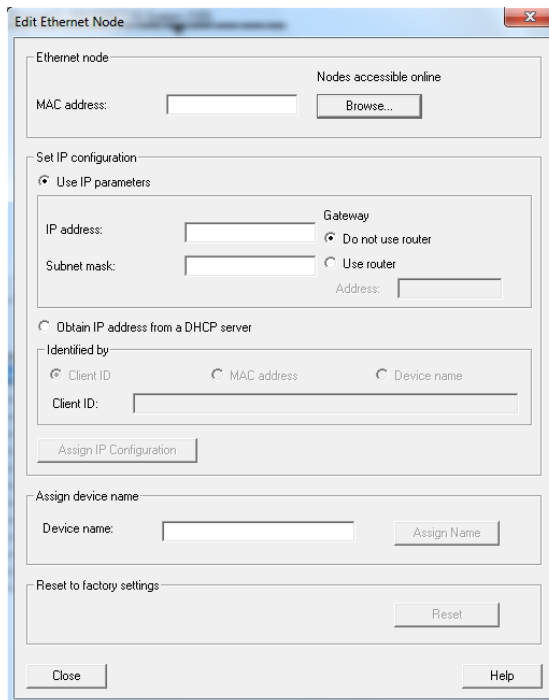 Edit Ethernet Node
Ethernet node
Nodes accessible online
MAC address:
Browse...
Set IP configuration
Use IP parameters
Gateway
IP address:
Do not use router
Subnet mask:
Use router
Address:
Obtain IP address from a DHCP server
Identified by
Client ID MAC address Device name
Client ID:
Assign IP Configuration
Assign device name
Device name:
Assign Name
Reset to factory settings
Reset
Close Help